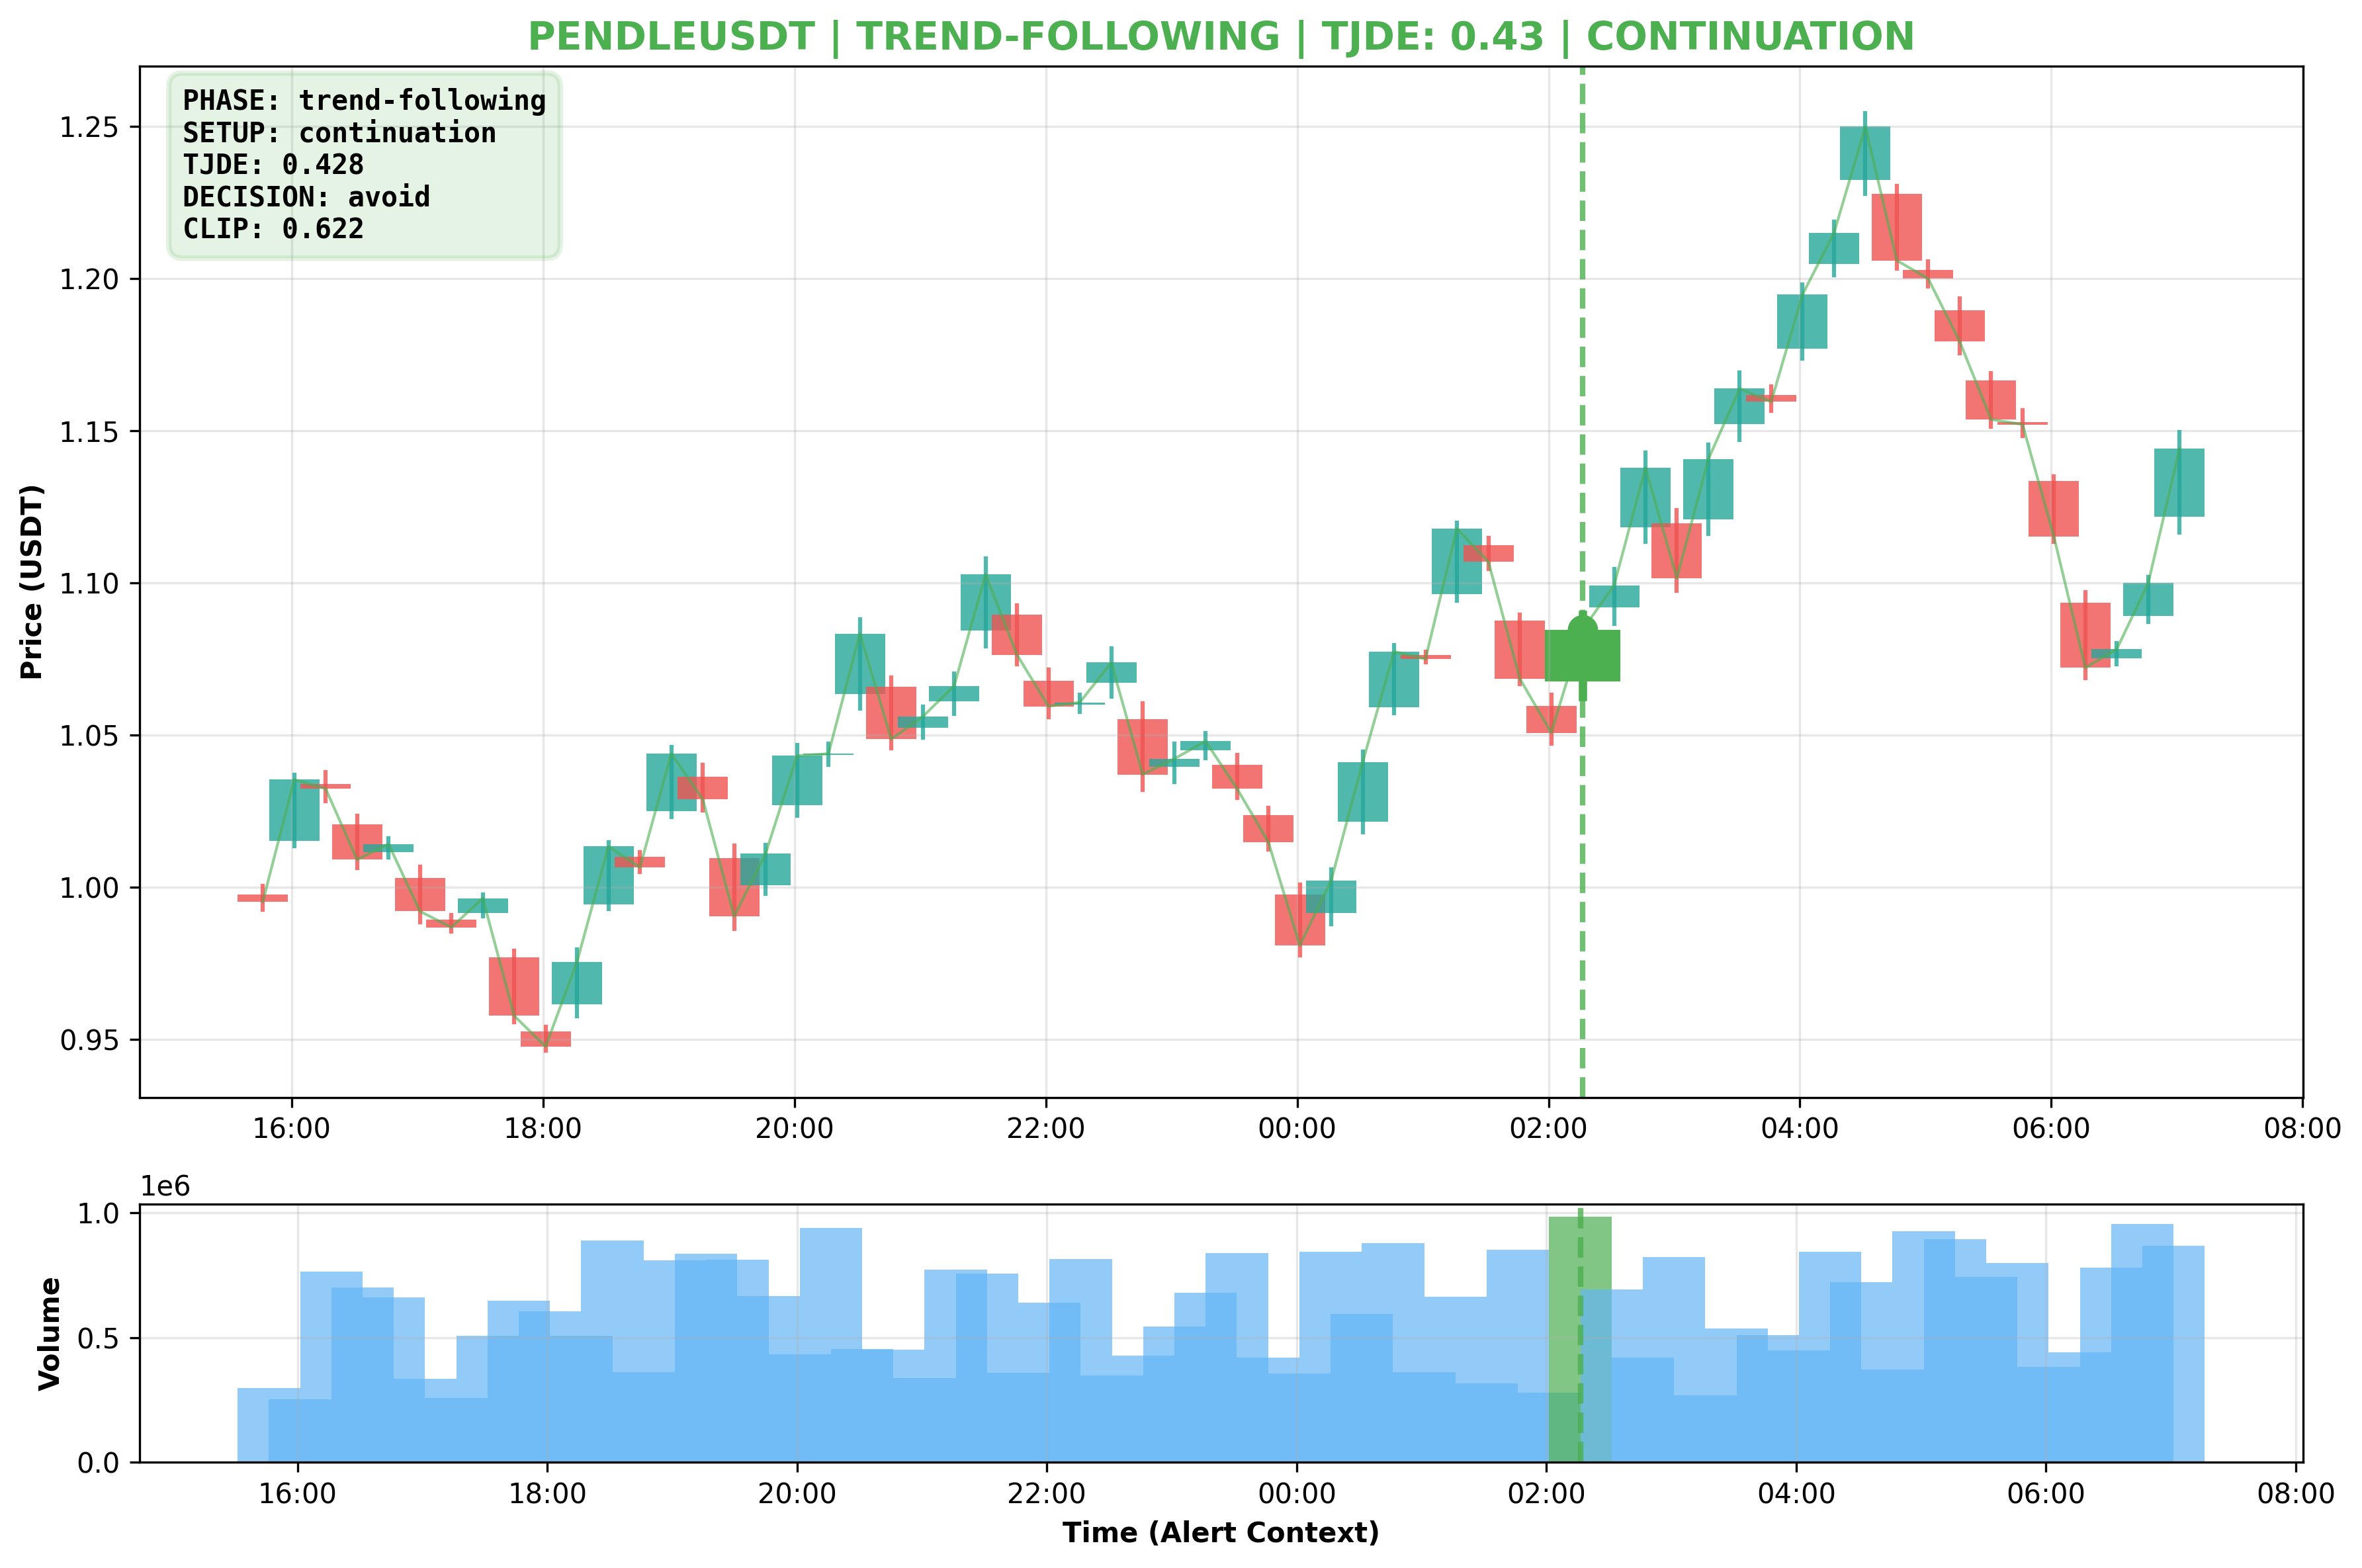 PENDLEUSDT | TREND-FOLLOWING | TJDE: 0.43 | CONTINUATION
PHASE: trend-following
SETUP: continuation
TJDE: 0.428
DECISION: avoid
CLIP: 0.622
Price (USDT)
1.25
1.20
1.15
1.10
1.05
1.00
0.95
16:00 18:00 20:00 22:00 00:00 02:00 04:00 06:00 08:00
1e6
Volume
1.0
0.5
0.0
16:00 18:00 20:00 22:00 00:00 02:00 04:00 06:00 08:00
Time (Alert Context)